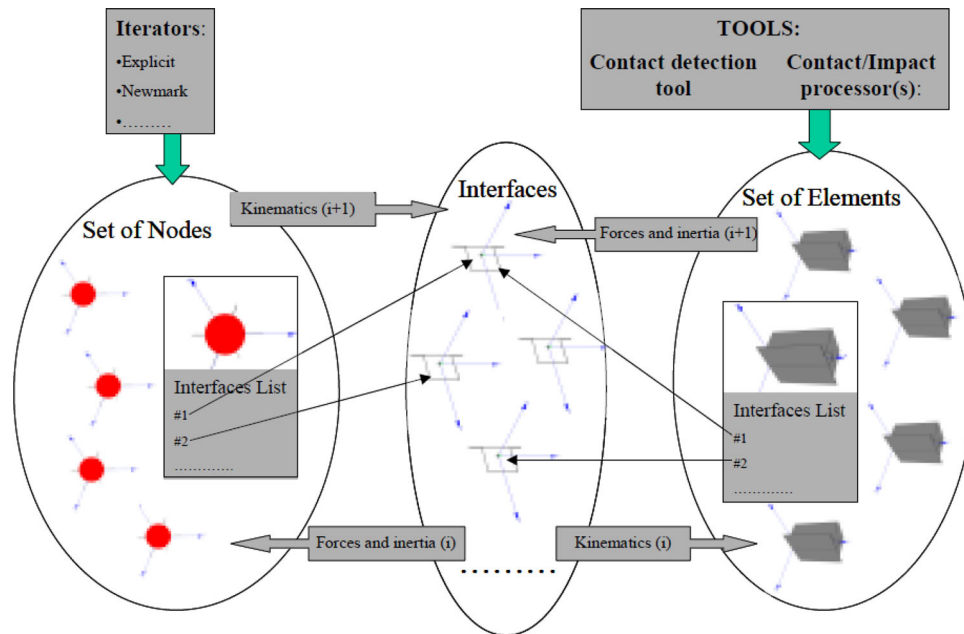 Iterators:
•Explicit
•Newmark
•.........
TOOLS:
Contact detection tool
Contact/Impact processor(s):
Set of Nodes
Kinematics (i+1)
Interfaces
Forces and inertia (i+1)
Set of Elements
Interfaces List
#1
#2
.............
Interfaces List
#1
#2
.............
Forces and inertia (i)
Kinematics (i)
.........